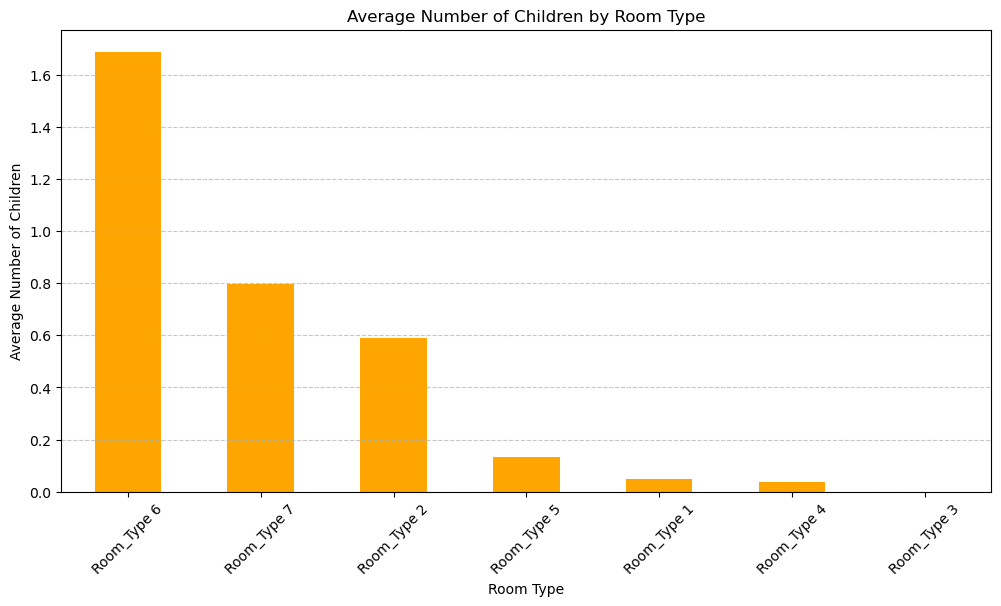 Average Number of Children by Room Type
Average Number of Children
1.6
1.4
1.2
1.0
0.8
0.6
0.4
0.2
0.0
Room_Type 6
Room_Type 7
Room_Type 2
Room_Type 5
Room_Type 1
Room_Type 4
Room_Type 3
Room Type